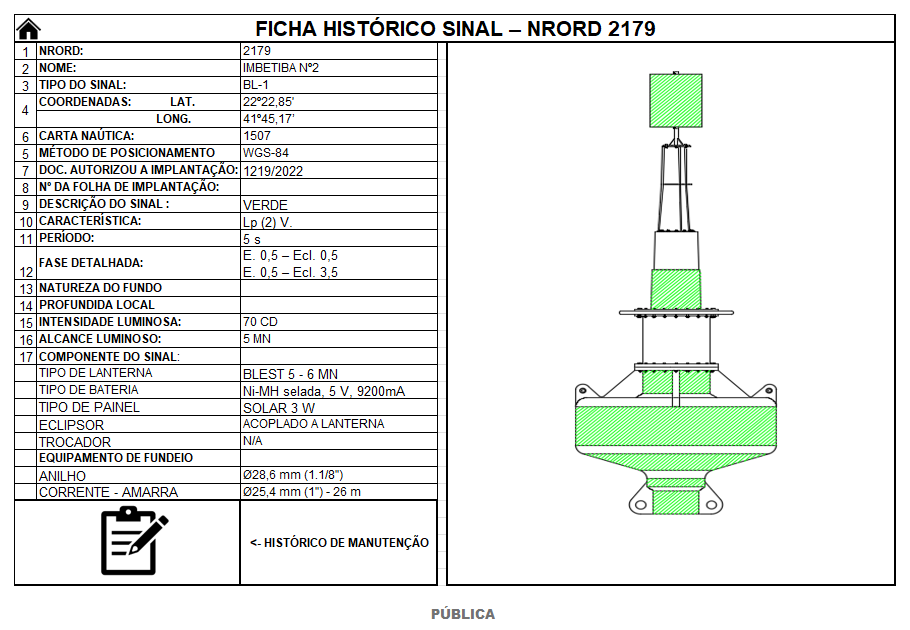 FICHA HISTÓRICO SINAL – NRORD 2179
1 NRORD: 2179
2 NOME: IMBETIBA Nº2
3 TIPO DO SINAL: BL-1
4 COORDENADAS: LAT. 22º22,85'
LONG. 41º45,17'
6 CARTA NAÚTICA: 1507
5 MÉTODO DE POSICIONAMENTO WGS-84
7 DOC. AUTORIZOU A IMPLANTAÇÃO: 1219/2022
8 Nº DA FOLHA DE IMPLANTAÇÃO:
9 DESCRIÇÃO DO SINAL : VERDE
10 CARACTERÍSTICA: Lp (2) V.
11 PERÍODO: 5 s
12 FASE DETALHADA: E. 0,5 – Ecl. 0,5
E. 0,5 – Ecl. 3,5
13 NATUREZA DO FUNDO
14 PROFUNDIDA LOCAL
15 INTENSIDADE LUMINOSA: 70 CD
16 ALCANCE LUMINOSO: 5 MN
17 COMPONENTE DO SINAL:
TIPO DE LANTERNA BLEST 5 - 6 MN
TIPO DE BATERIA Ni-MH selada, 5 V, 9200mA
TIPO DE PAINEL SOLAR 3 W
ECLIPSOR ACOPLADO A LANTERNA
TROCADOR N/A
EQUIPAMENTO DE FUNDEIO
ANILHO Ø28,6 mm (1.1/8")
CORRENTE - AMARRA Ø25,4 mm (1") - 26 m
<- HISTÓRICO DE MANUTENÇÃO
PÚBLICA